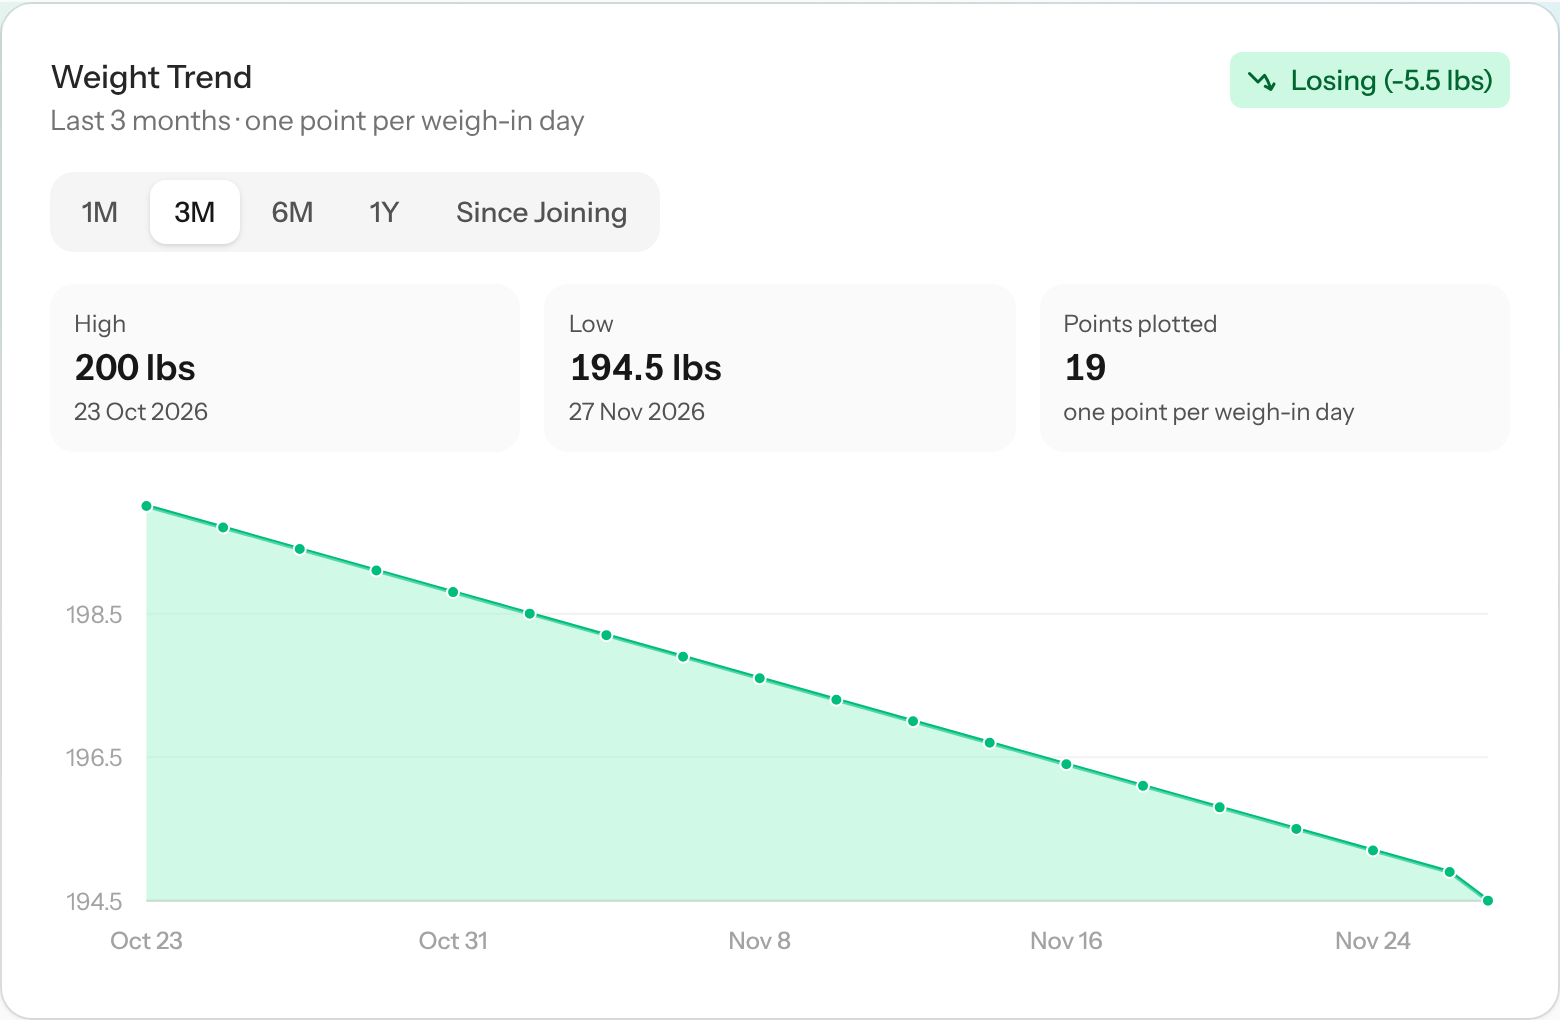 Weight Trend
Losing (-5.5 lbs)
Last 3 months · one point per weigh-in day
1M 3M 6M 1Y Since Joining
High
200 lbs
23 Oct 2026
Low
194.5 lbs
27 Nov 2026
Points plotted
19
one point per weigh-in day
198.5
196.5
194.5
Oct 23 Oct 31 Nov 8 Nov 16 Nov 24